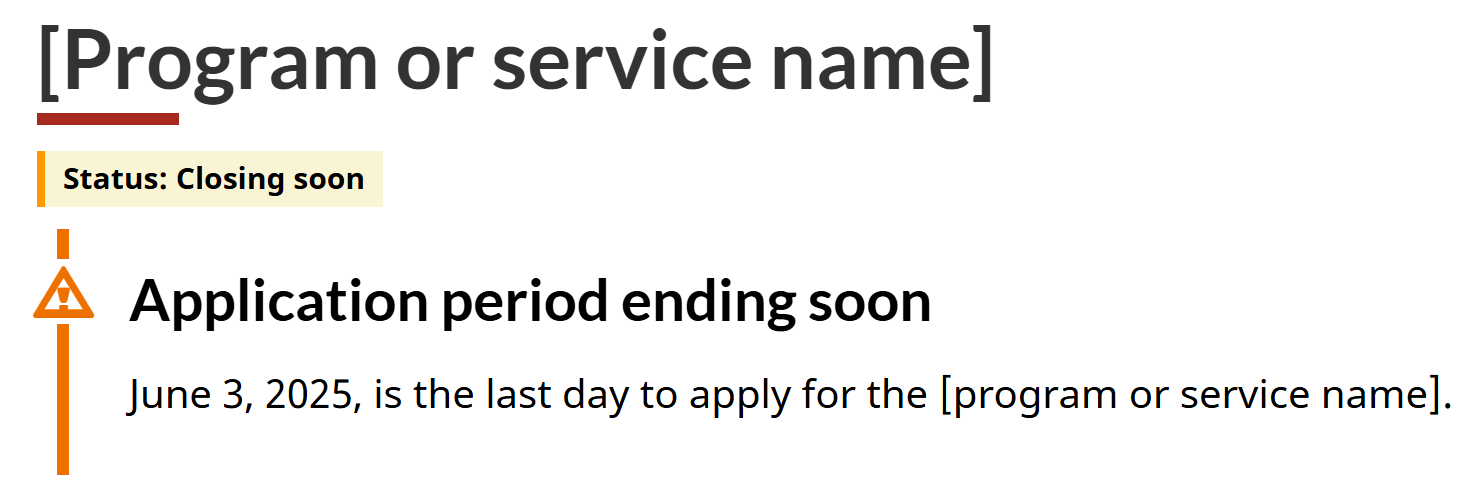 [Program or service name]
Status: Closing soon
Application period ending soon
June 3, 2025, is the last day to apply for the [program or service name].